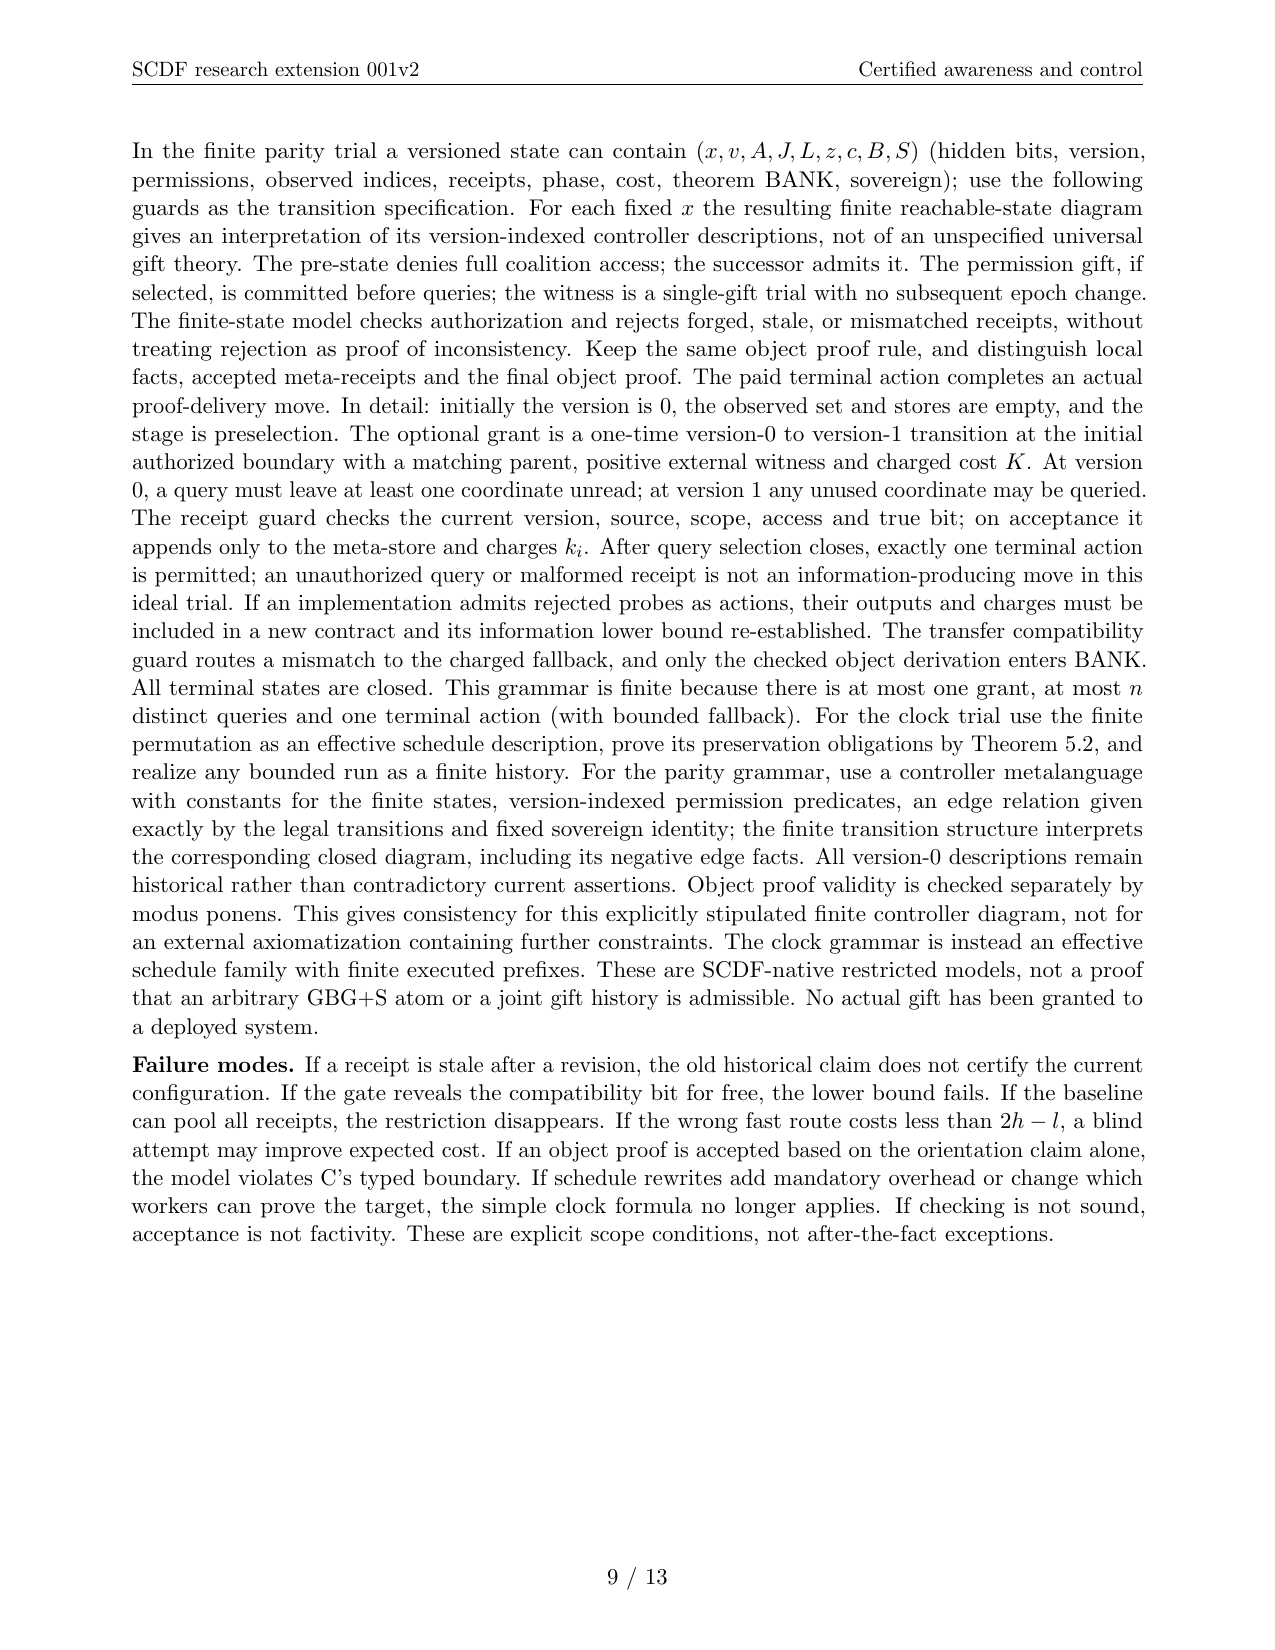 SCDF research extension 001v2 Certified awareness and control
In the finite parity trial a versioned state can contain (x, v, A, J, L, z, c, B, S) (hidden bits, version,
permissions, observed indices, receipts, phase, cost, theorem BANK, sovereign); use the following
guards as the transition specification. For each fixed x the resulting finite reachable-state diagram
gives an interpretation of its version-indexed controller descriptions, not of an unspecified universal
gift theory. The pre-state denies full coalition access; the successor admits it. The permission gift, if
selected, is committed before queries; the witness is a single-gift trial with no subsequent epoch change.
The finite-state model checks authorization and rejects forged, stale, or mismatched receipts, without
treating rejection as proof of inconsistency. Keep the same object proof rule, and distinguish local
facts, accepted meta-receipts and the final object proof. The paid terminal action completes an actual
proof-delivery move. In detail: initially the version is 0, the observed set and stores are empty, and the
stage is preselection. The optional grant is a one-time version-0 to version-1 transition at the initial
authorized boundary with a matching parent, positive external witness and charged cost K. At version
0, a query must leave at least one coordinate unread; at version 1 any unused coordinate may be queried.
The receipt guard checks the current version, source, scope, access and true bit; on acceptance it
appends only to the meta-store and charges kᵢ. After query selection closes, exactly one terminal action
is permitted; an unauthorized query or malformed receipt is not an information-producing move in this
ideal trial. If an implementation admits rejected probes as actions, their outputs and charges must be
included in a new contract and its information lower bound re-established. The transfer compatibility
guard routes a mismatch to the charged fallback, and only the checked object derivation enters BANK.
All terminal states are closed. This grammar is finite because there is at most one grant, at most n
distinct queries and one terminal action (with bounded fallback). For the clock trial use the finite
permutation as an effective schedule description, prove its preservation obligations by Theorem 5.2, and
realize any bounded run as a finite history. For the parity grammar, use a controller metalanguage
with constants for the finite states, version-indexed permission predicates, an edge relation given
exactly by the legal transitions and fixed sovereign identity; the finite transition structure interprets
the corresponding closed diagram, including its negative edge facts. All version-0 descriptions remain
historical rather than contradictory current assertions. Object proof validity is checked separately by
modus ponens. This gives consistency for this explicitly stipulated finite controller diagram, not for
an external axiomatization containing further constraints. The clock grammar is instead an effective
schedule family with finite executed prefixes. These are SCDF-native restricted models, not a proof
that an arbitrary GBG+S atom or a joint gift history is admissible. No actual gift has been granted to
a deployed system.
Failure modes. If a receipt is stale after a revision, the old historical claim does not certify the current
configuration. If the gate reveals the compatibility bit for free, the lower bound fails. If the baseline
can pool all receipts, the restriction disappears. If the wrong fast route costs less than 2h − l, a blind
attempt may improve expected cost. If an object proof is accepted based on the orientation claim alone,
the model violates C's typed boundary. If schedule rewrites add mandatory overhead or change which
workers can prove the target, the simple clock formula no longer applies. If checking is not sound,
acceptance is not factivity. These are explicit scope conditions, not after-the-fact exceptions.
9 / 13